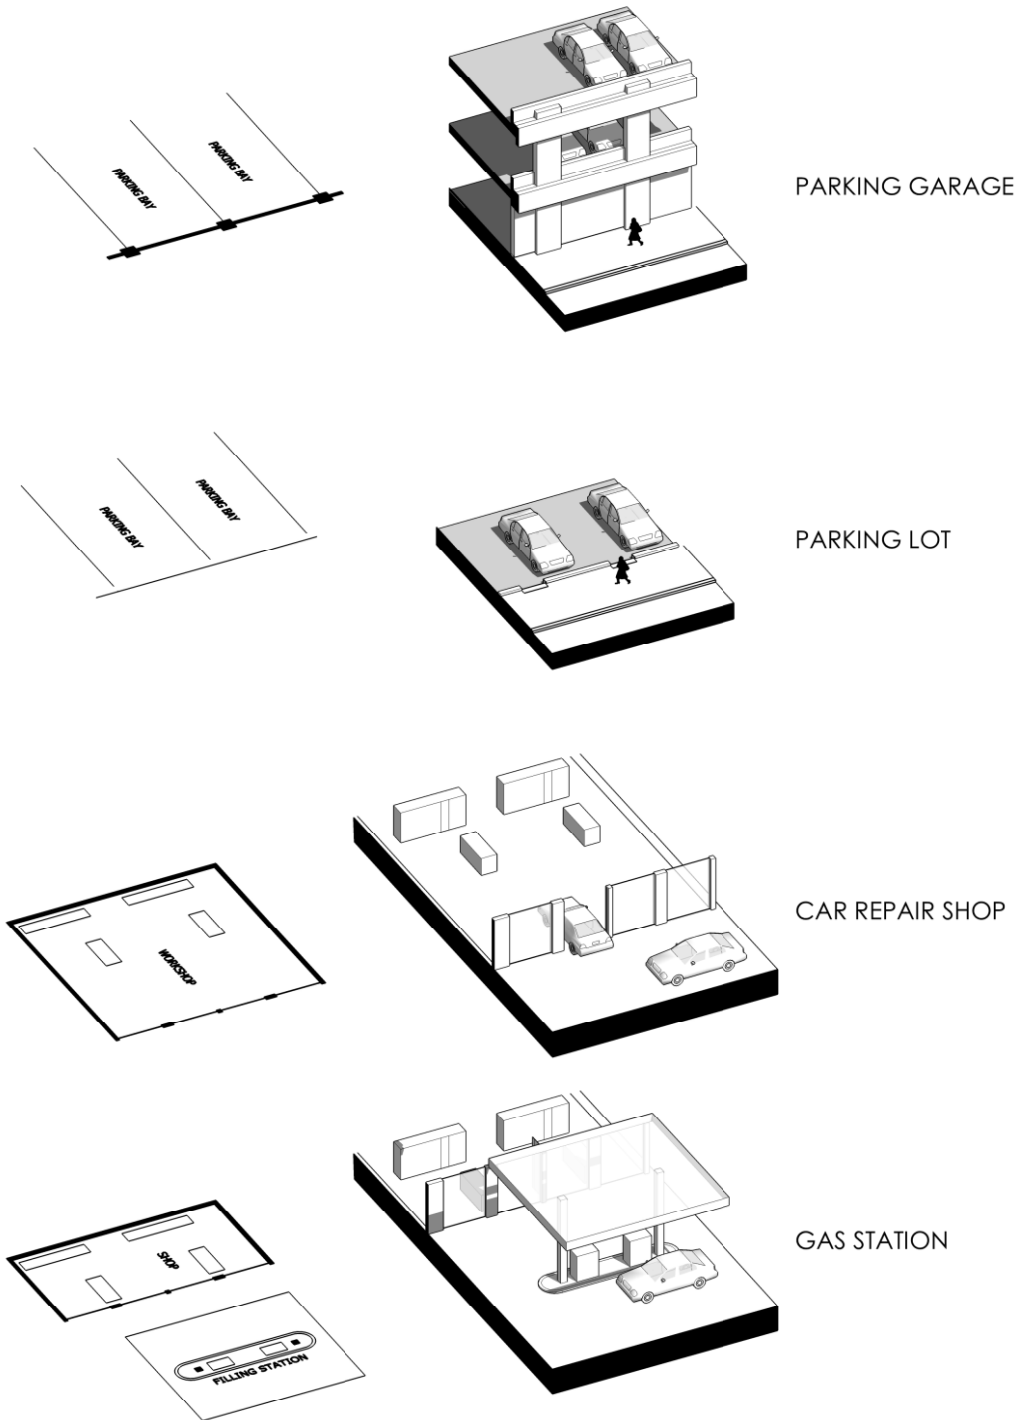 PARKING BAY
PARKING BAY
PARKING GARAGE
PARKING BAY
PARKING BAY
PARKING LOT
WORKSHOP
CAR REPAIR SHOP
SHOP
FILLING STATION
GAS STATION